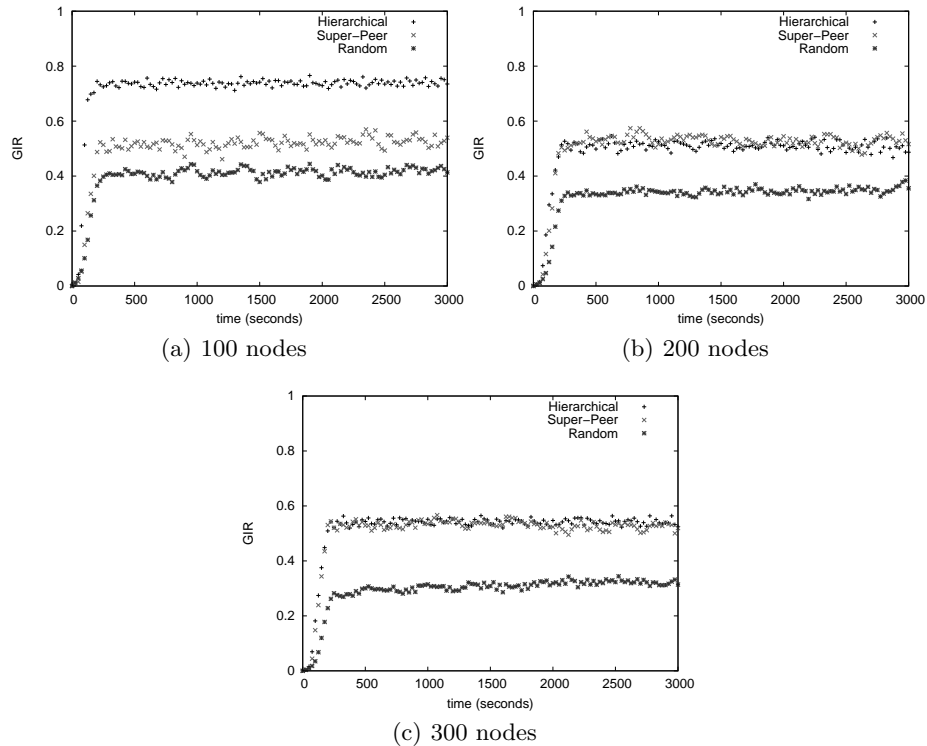 1
0.8
0.6
0.4
0.2
0
GIR
Hierarchical
Super-Peer
Random
0 500 1000 1500 2000 2500 3000
time (seconds)
(a) 100 nodes
1
0.8
0.6
0.4
0.2
0
GIR
Hierarchical
Super-Peer
Random
0 500 1000 1500 2000 2500 3000
time (seconds)
(b) 200 nodes
1
0.8
0.6
0.4
0.2
0
GIR
Hierarchical
Super-Peer
Random
0 500 1000 1500 2000 2500 3000
time (seconds)
(c) 300 nodes